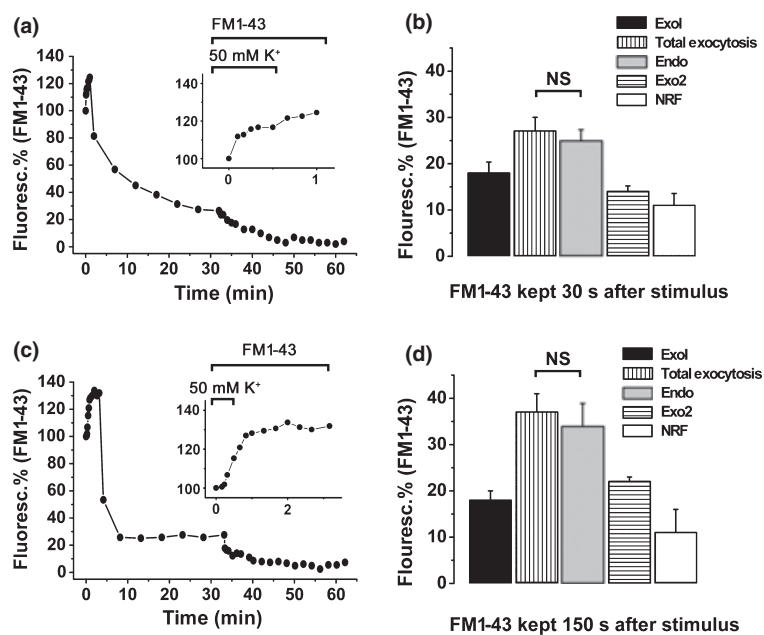 (a)
FM1-43
50 mM K+
Fluoresc.% (FM1-43)
140
120
100
80
60
40
20
0
120
100
0
1
0
10
20
30
40
50
60
Time (min)
(b)
ExoI
Total exocytosis
Endo
Exo2
NRF
NS
Flouresc.% (FM1-43)
40
30
20
10
0
FM1-43 kept 30 s after stimulus
(c)
FM1-43
50 mM K+
Fluoresc.% (FM1-43)
140
120
100
80
60
40
20
0
140
120
100
0
2
0
10
20
30
40
50
60
Time (min)
(d)
ExoI
Total exocytosis
Endo
Exo2
NRF
NS
Flouresc.% (FM1-43)
40
30
20
10
0
FM1-43 kept 150 s after stimulus